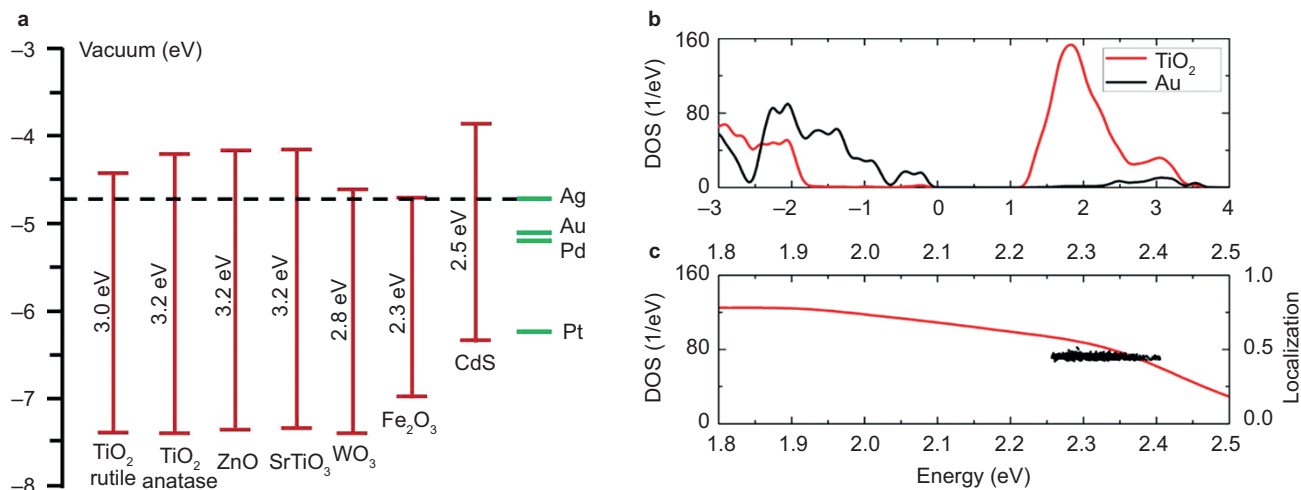 a
Vacuum (eV)
–3
–4
–5
–6
–7
–8
3.0 eV
3.2 eV
3.2 eV
3.2 eV
2.8 eV
2.3 eV
2.5 eV
TiO2
rutile
TiO2
anatase
ZnO
SrTiO3
WO3
Fe2O3
CdS
Ag
Au
Pd
Pt
b
160
80
0
DOS (1/eV)
TiO2
Au
–3 –2 –1 0 1 2 3 4
1.8 1.9 2.0 2.1 2.2 2.3 2.4 2.5
c
160
80
0
DOS (1/eV)
1.0
0.5
0.0
Localization
1.8 1.9 2.0 2.1 2.2 2.3 2.4 2.5
Energy (eV)